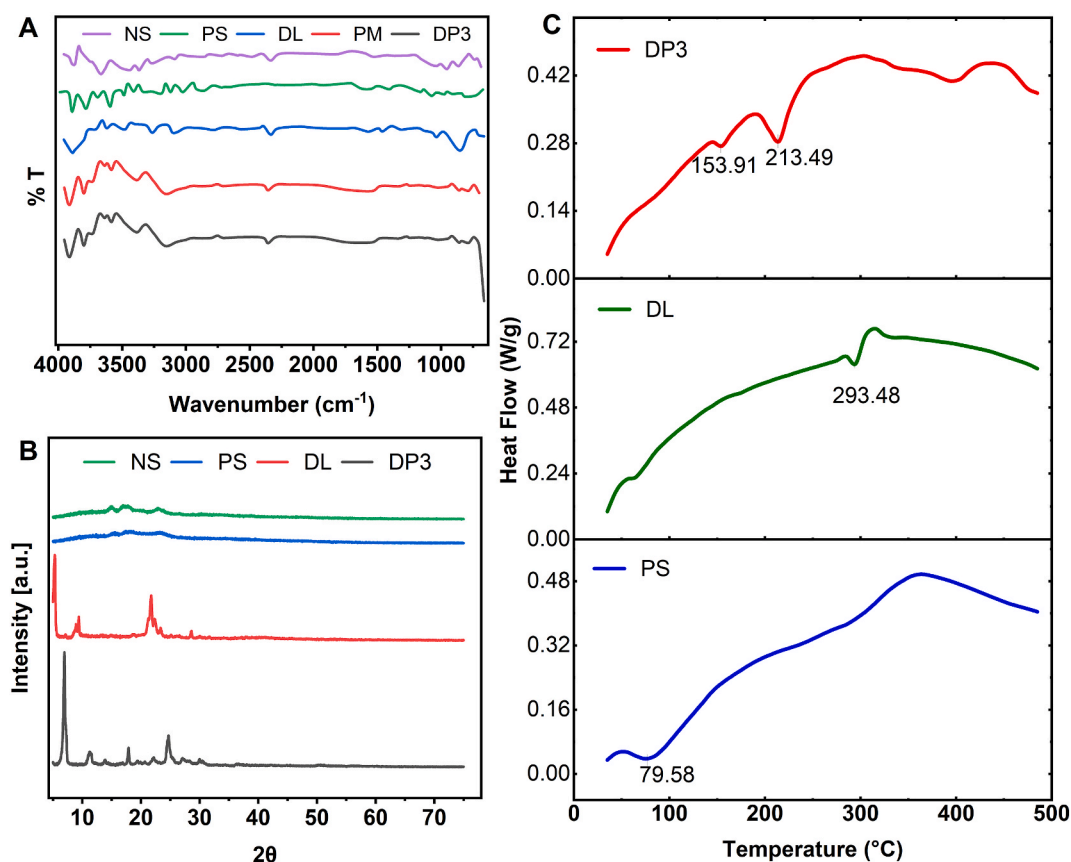 A
NS PS DL PM DP3
% T
4000 3500 3000 2500 2000 1500 1000
Wavenumber (cm⁻¹)
B
NS PS DL DP3
Intensity [a.u.]
10 20 30 40 50 60 70
2θ
C
DP3
0.42
0.28
0.14
0.00
153.91 213.49
DL
0.72
0.48
0.24
0.00
293.48
Heat Flow (W/g)
PS
0.48
0.32
0.16
0.00
79.58
0 100 200 300 400 500
Temperature (°C)